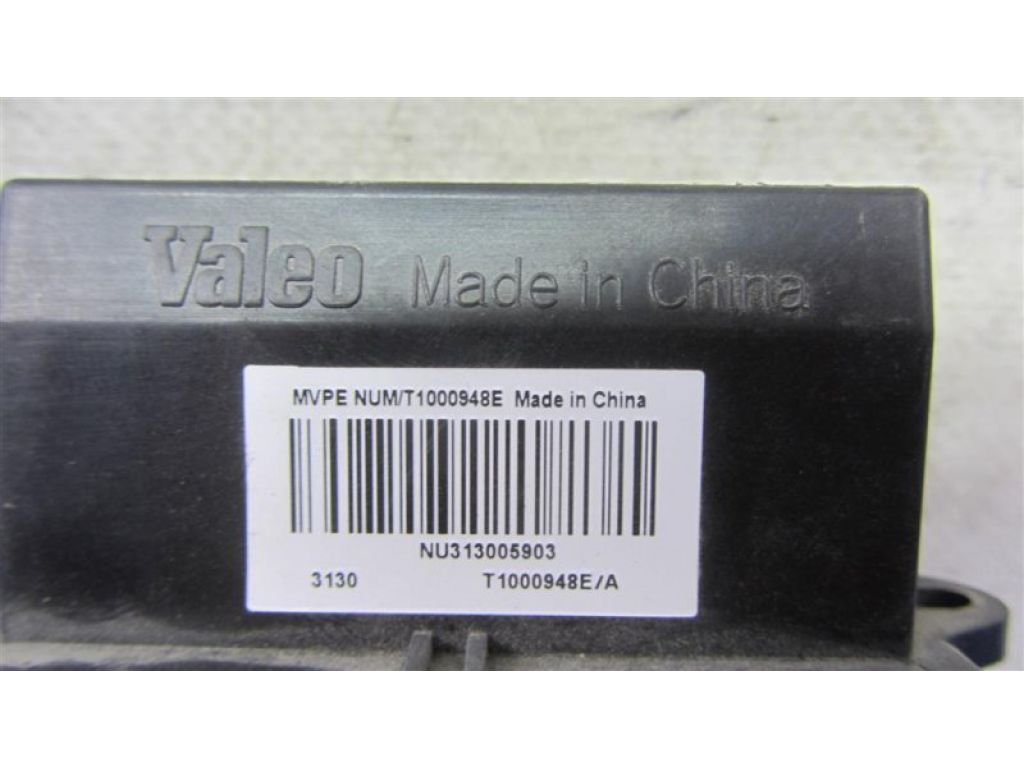 Valeo Made in China
MVPE NUM/T1000948E Made in China
NU313005903
3130 T1000948E/A